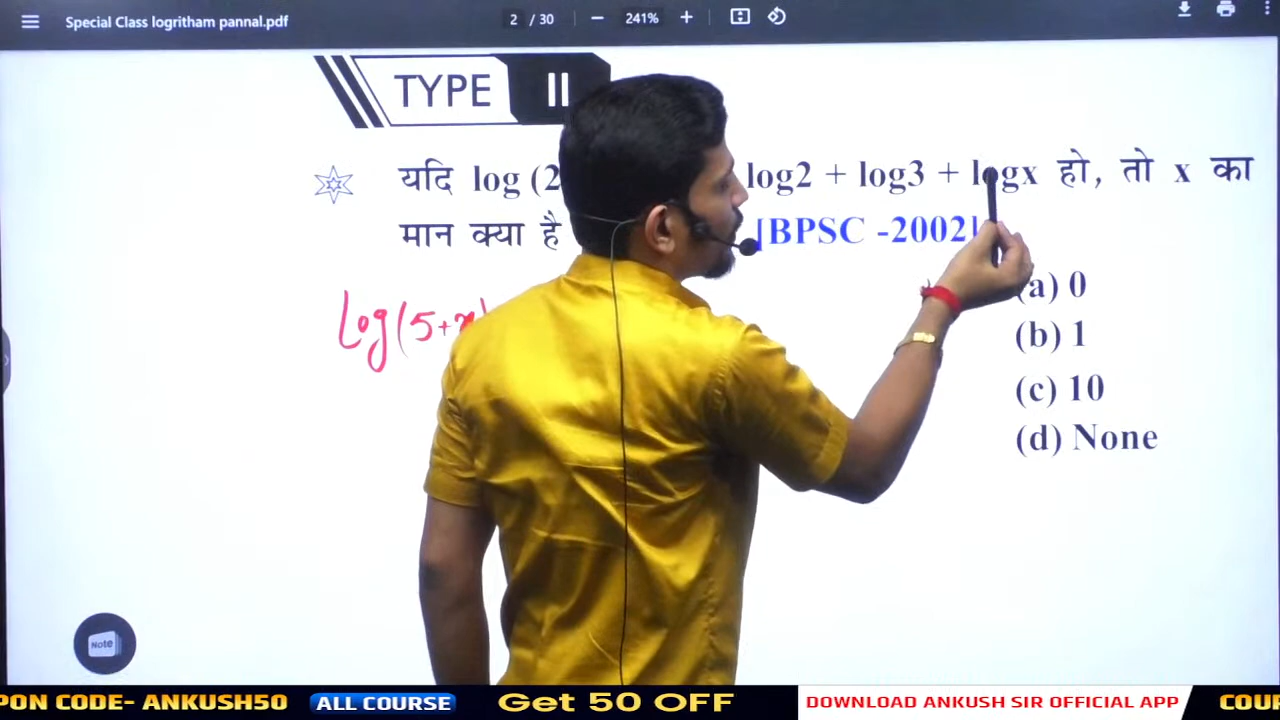 Special Class logritham pannal.pdf
2 / 30
241%
TYPE II
यदि log (2 log2 + log3 + logx हो, तो x का
मान क्या है [BPSC -2002]
log(5+x)
(a) 0
(b) 1
(c) 10
(d) None
Note
PON CODE- ANKUSH50 ALL COURSE Get 50 OFF DOWNLOAD ANKUSH SIR OFFICIAL APP COU